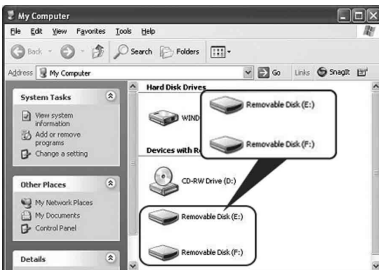 My Computer
File Edit View Favorites Tools Help
Back Search Folders
Address My Computer Go Links SnagIt
System Tasks
View system
information
Add or remove
programs
Change a setting
Other Places
My Network Places
My Documents
Control Panel
Details
Hard Disk Drives
WIND
Devices with R
CD-RW Drive (D:)
Removable Disk (E:)
Removable Disk (F:)
Removable Disk (E:)
Removable Disk (F:)